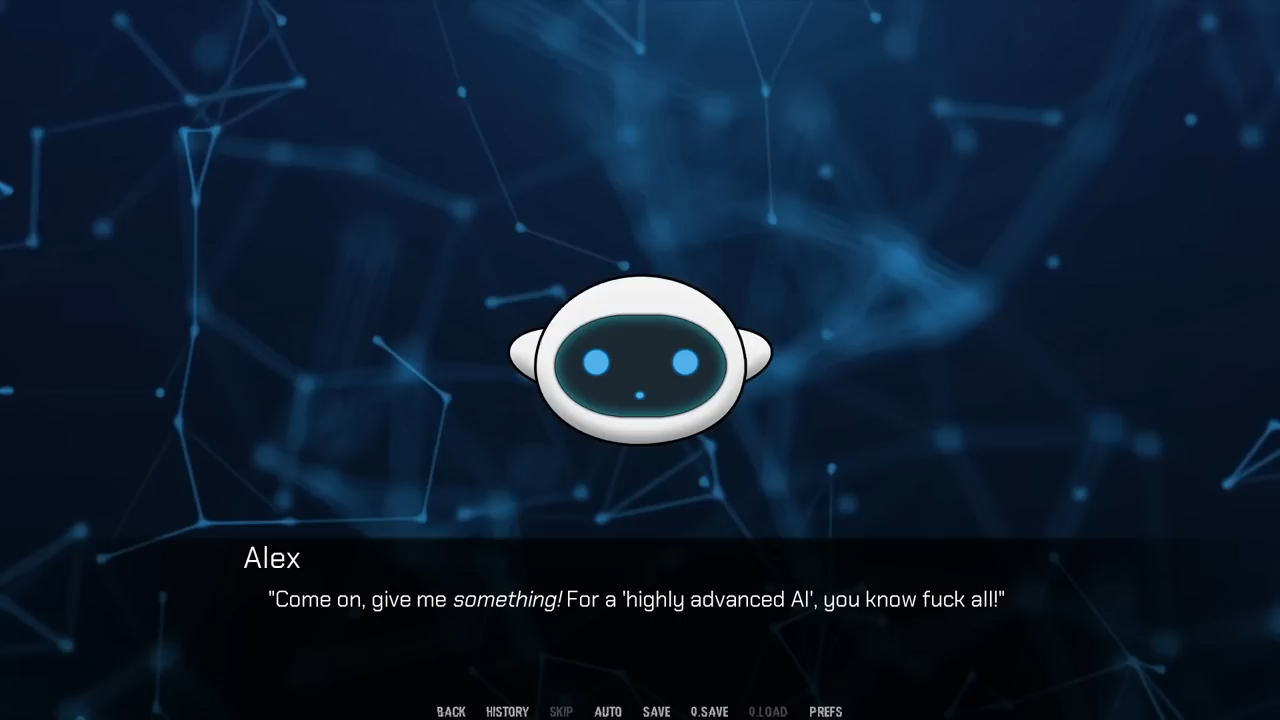 Alex
"Come on, give me something! For a 'highly advanced AI', you know fuck all!"
BACK HISTORY SKIP AUTO SAVE Q.SAVE Q.LOAD PREFS